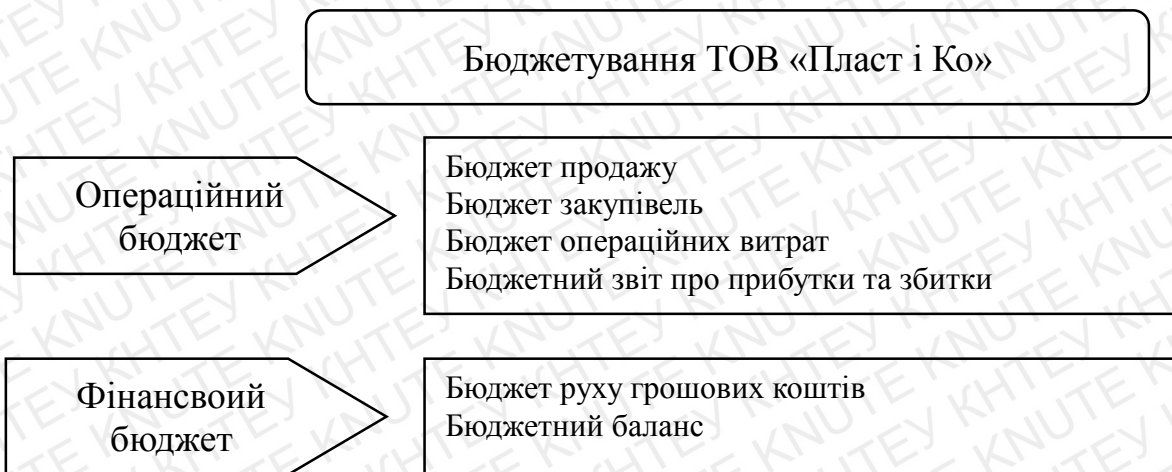 Бюджетування ТОВ «Пласт і Ко»
Операційний
бюджет
Бюджет продажу
Бюджет закупівель
Бюджет операційних витрат
Бюджетний звіт про прибутки та збитки
Фінансвоий
бюджет
Бюджет руху грошових коштів
Бюджетний баланс